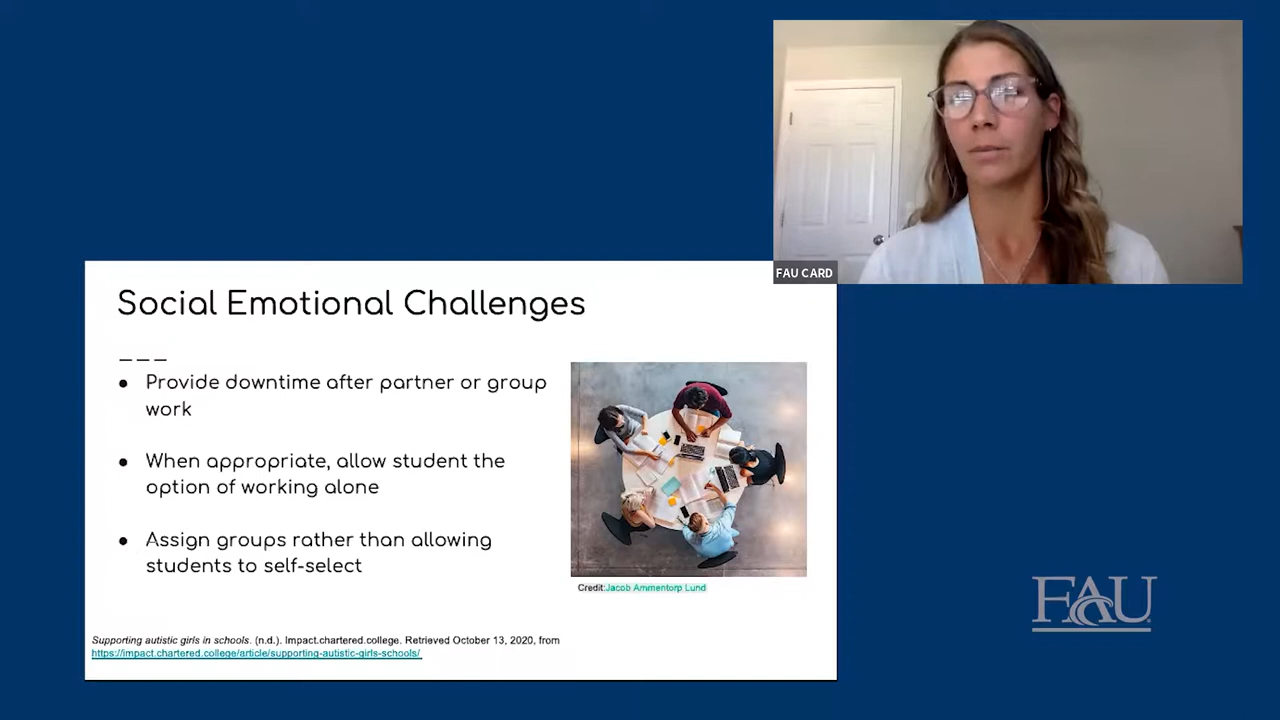 FAU CARD
Social Emotional Challenges
● Provide downtime after partner or group
work
● When appropriate, allow student the
option of working alone
● Assign groups rather than allowing
students to self-select
Credit:Jacob Ammentorp Lund
Supporting autistic girls in schools. (n.d.). Impact.chartered.college. Retrieved October 13, 2020, from
https://impact.chartered.college/article/supporting-autistic-girls-schools/
FAU